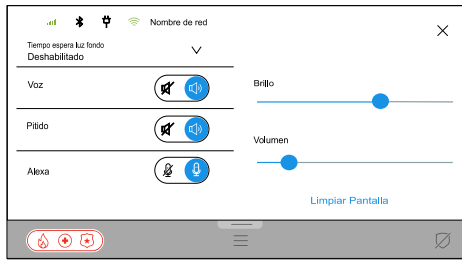 Nombre de red
Tiempo espera luz fondo
Deshabilitado
Voz
Pitido
Alexa
Brillo
Volumen
Limpiar Pantalla